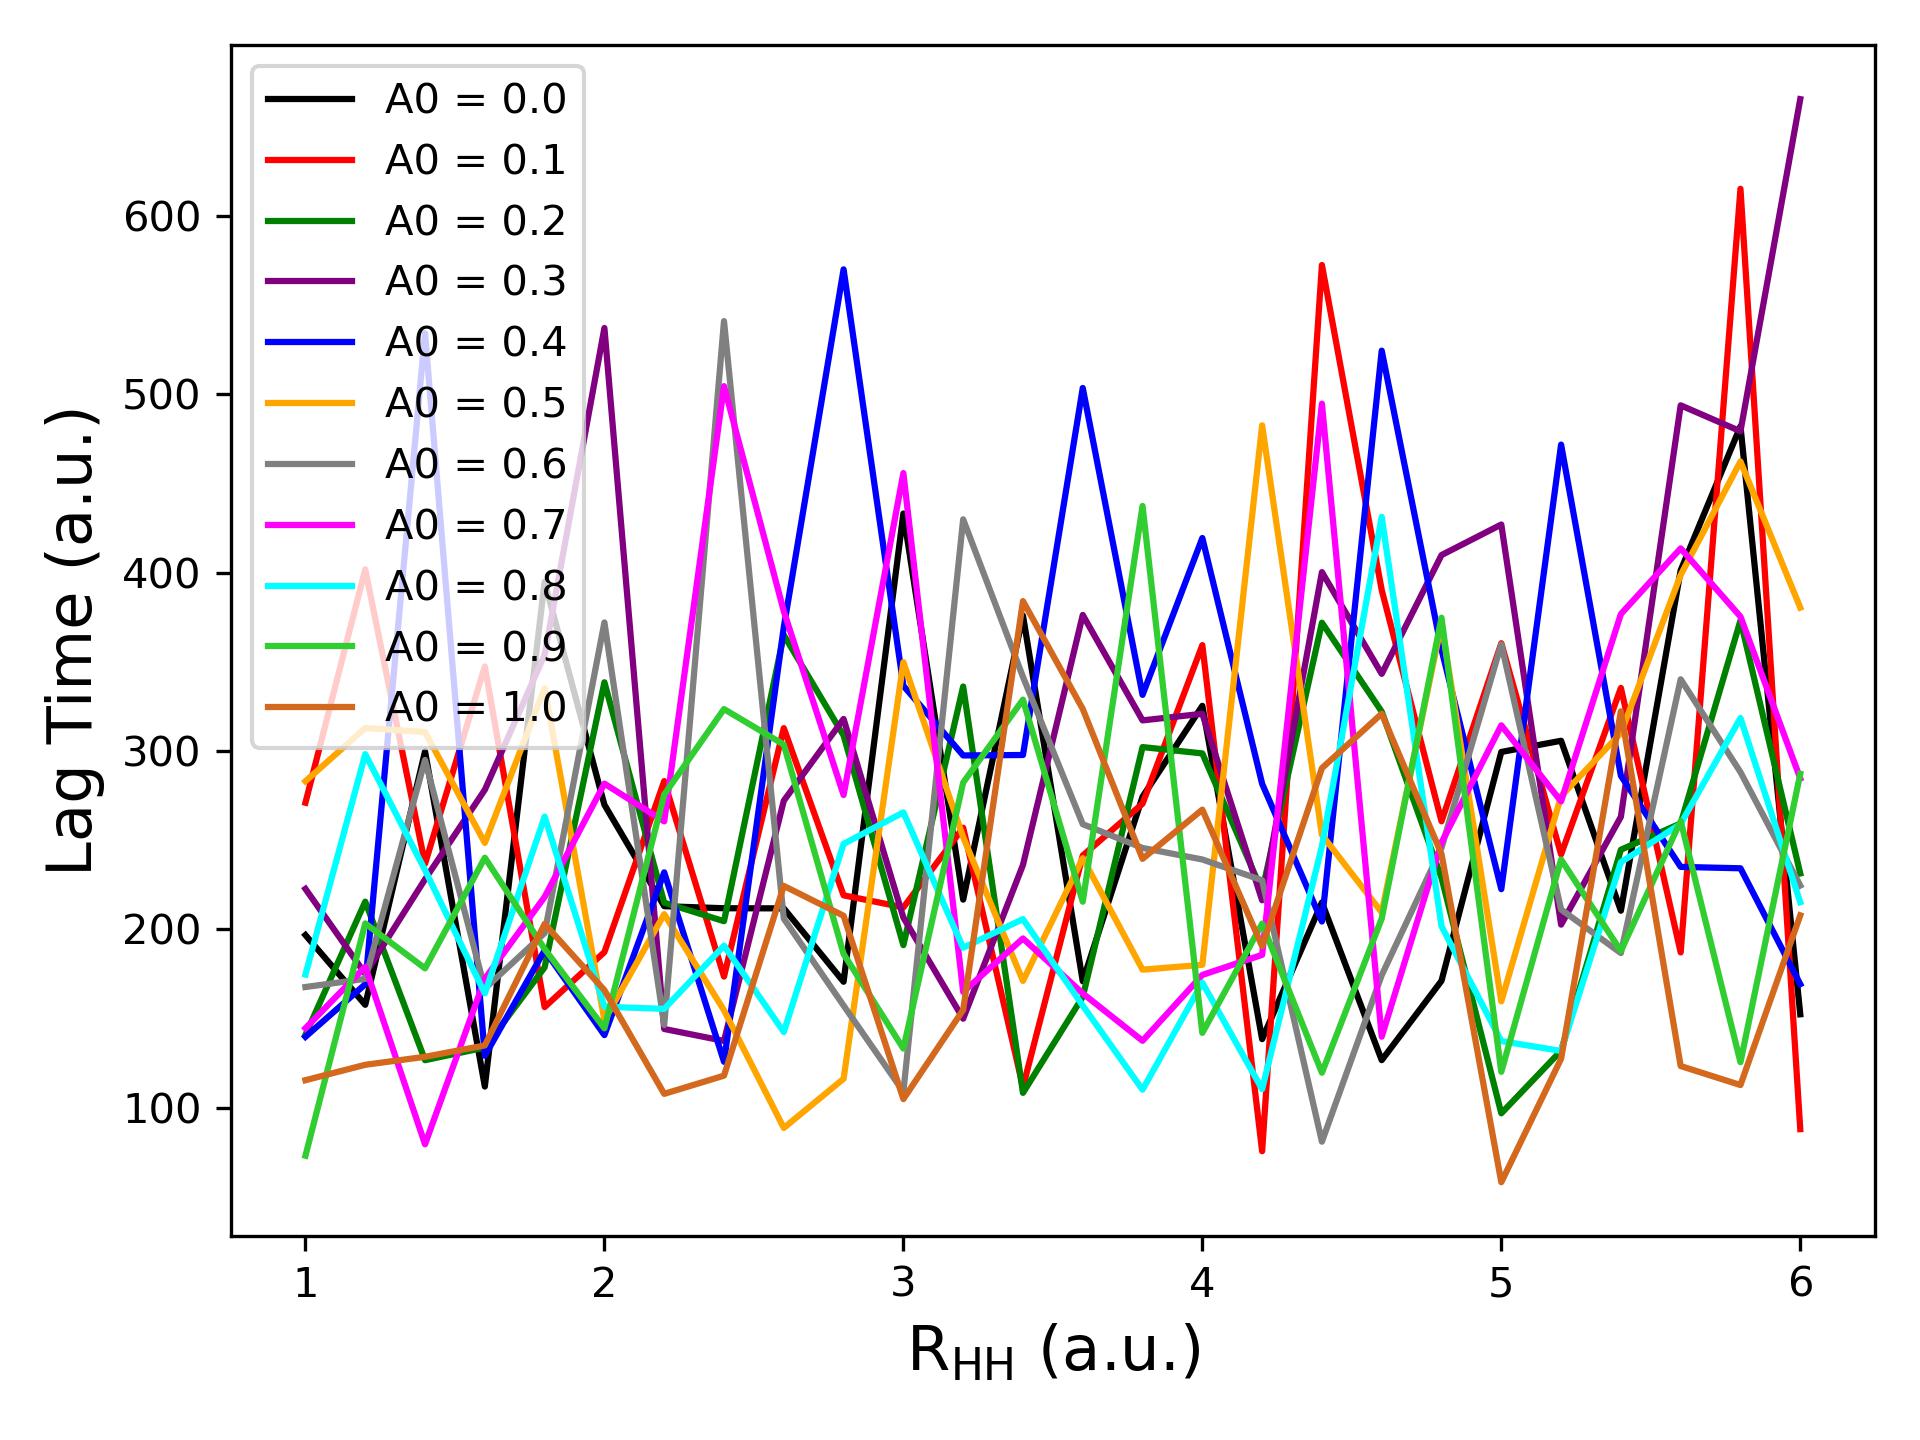 A0 = 0.0
A0 = 0.1
A0 = 0.2
A0 = 0.3
A0 = 0.4
A0 = 0.5
A0 = 0.6
A0 = 0.7
A0 = 0.8
A0 = 0.9
A0 = 1.0
Lag Time (a.u.)
600
500
400
300
200
100
1 2 3 4 5 6
R_HH (a.u.)